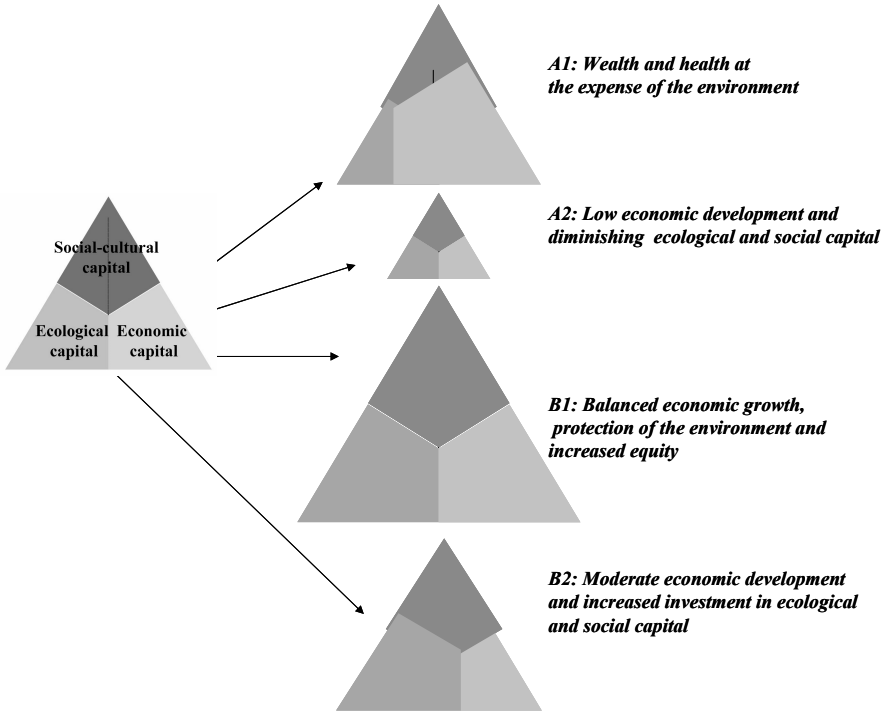 A1: Wealth and health at
the expense of the environment
A2: Low economic development and
diminishing ecological and social capital
Social-cultural
capital
Ecological
capital
Economic
capital
B1: Balanced economic growth,
protection of the environment and
increased equity
B2: Moderate economic development
and increased investment in ecological
and social capital